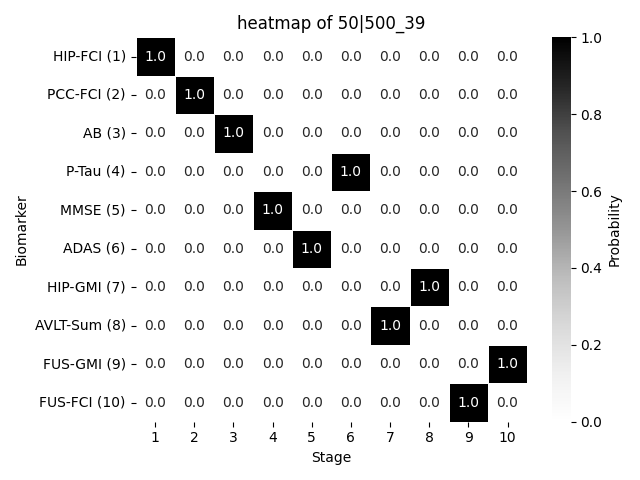 heatmap of 50|500_39
HIP-FCI (1) 1.0 0.0 0.0 0.0 0.0 0.0 0.0 0.0 0.0 0.0
PCC-FCI (2) 0.0 1.0 0.0 0.0 0.0 0.0 0.0 0.0 0.0 0.0
AB (3) 0.0 0.0 1.0 0.0 0.0 0.0 0.0 0.0 0.0 0.0
P-Tau (4) 0.0 0.0 0.0 0.0 0.0 1.0 0.0 0.0 0.0 0.0
MMSE (5) 0.0 0.0 0.0 1.0 0.0 0.0 0.0 0.0 0.0 0.0
ADAS (6) 0.0 0.0 0.0 0.0 1.0 0.0 0.0 0.0 0.0 0.0
HIP-GMI (7) 0.0 0.0 0.0 0.0 0.0 0.0 0.0 1.0 0.0 0.0
AVLT-Sum (8) 0.0 0.0 0.0 0.0 0.0 0.0 1.0 0.0 0.0 0.0
FUS-GMI (9) 0.0 0.0 0.0 0.0 0.0 0.0 0.0 0.0 0.0 1.0
FUS-FCI (10) 0.0 0.0 0.0 0.0 0.0 0.0 0.0 0.0 1.0 0.0
1 2 3 4 5 6 7 8 9 10
Stage
Biomarker
1.0
0.8
0.6
0.4
0.2
0.0
Probability